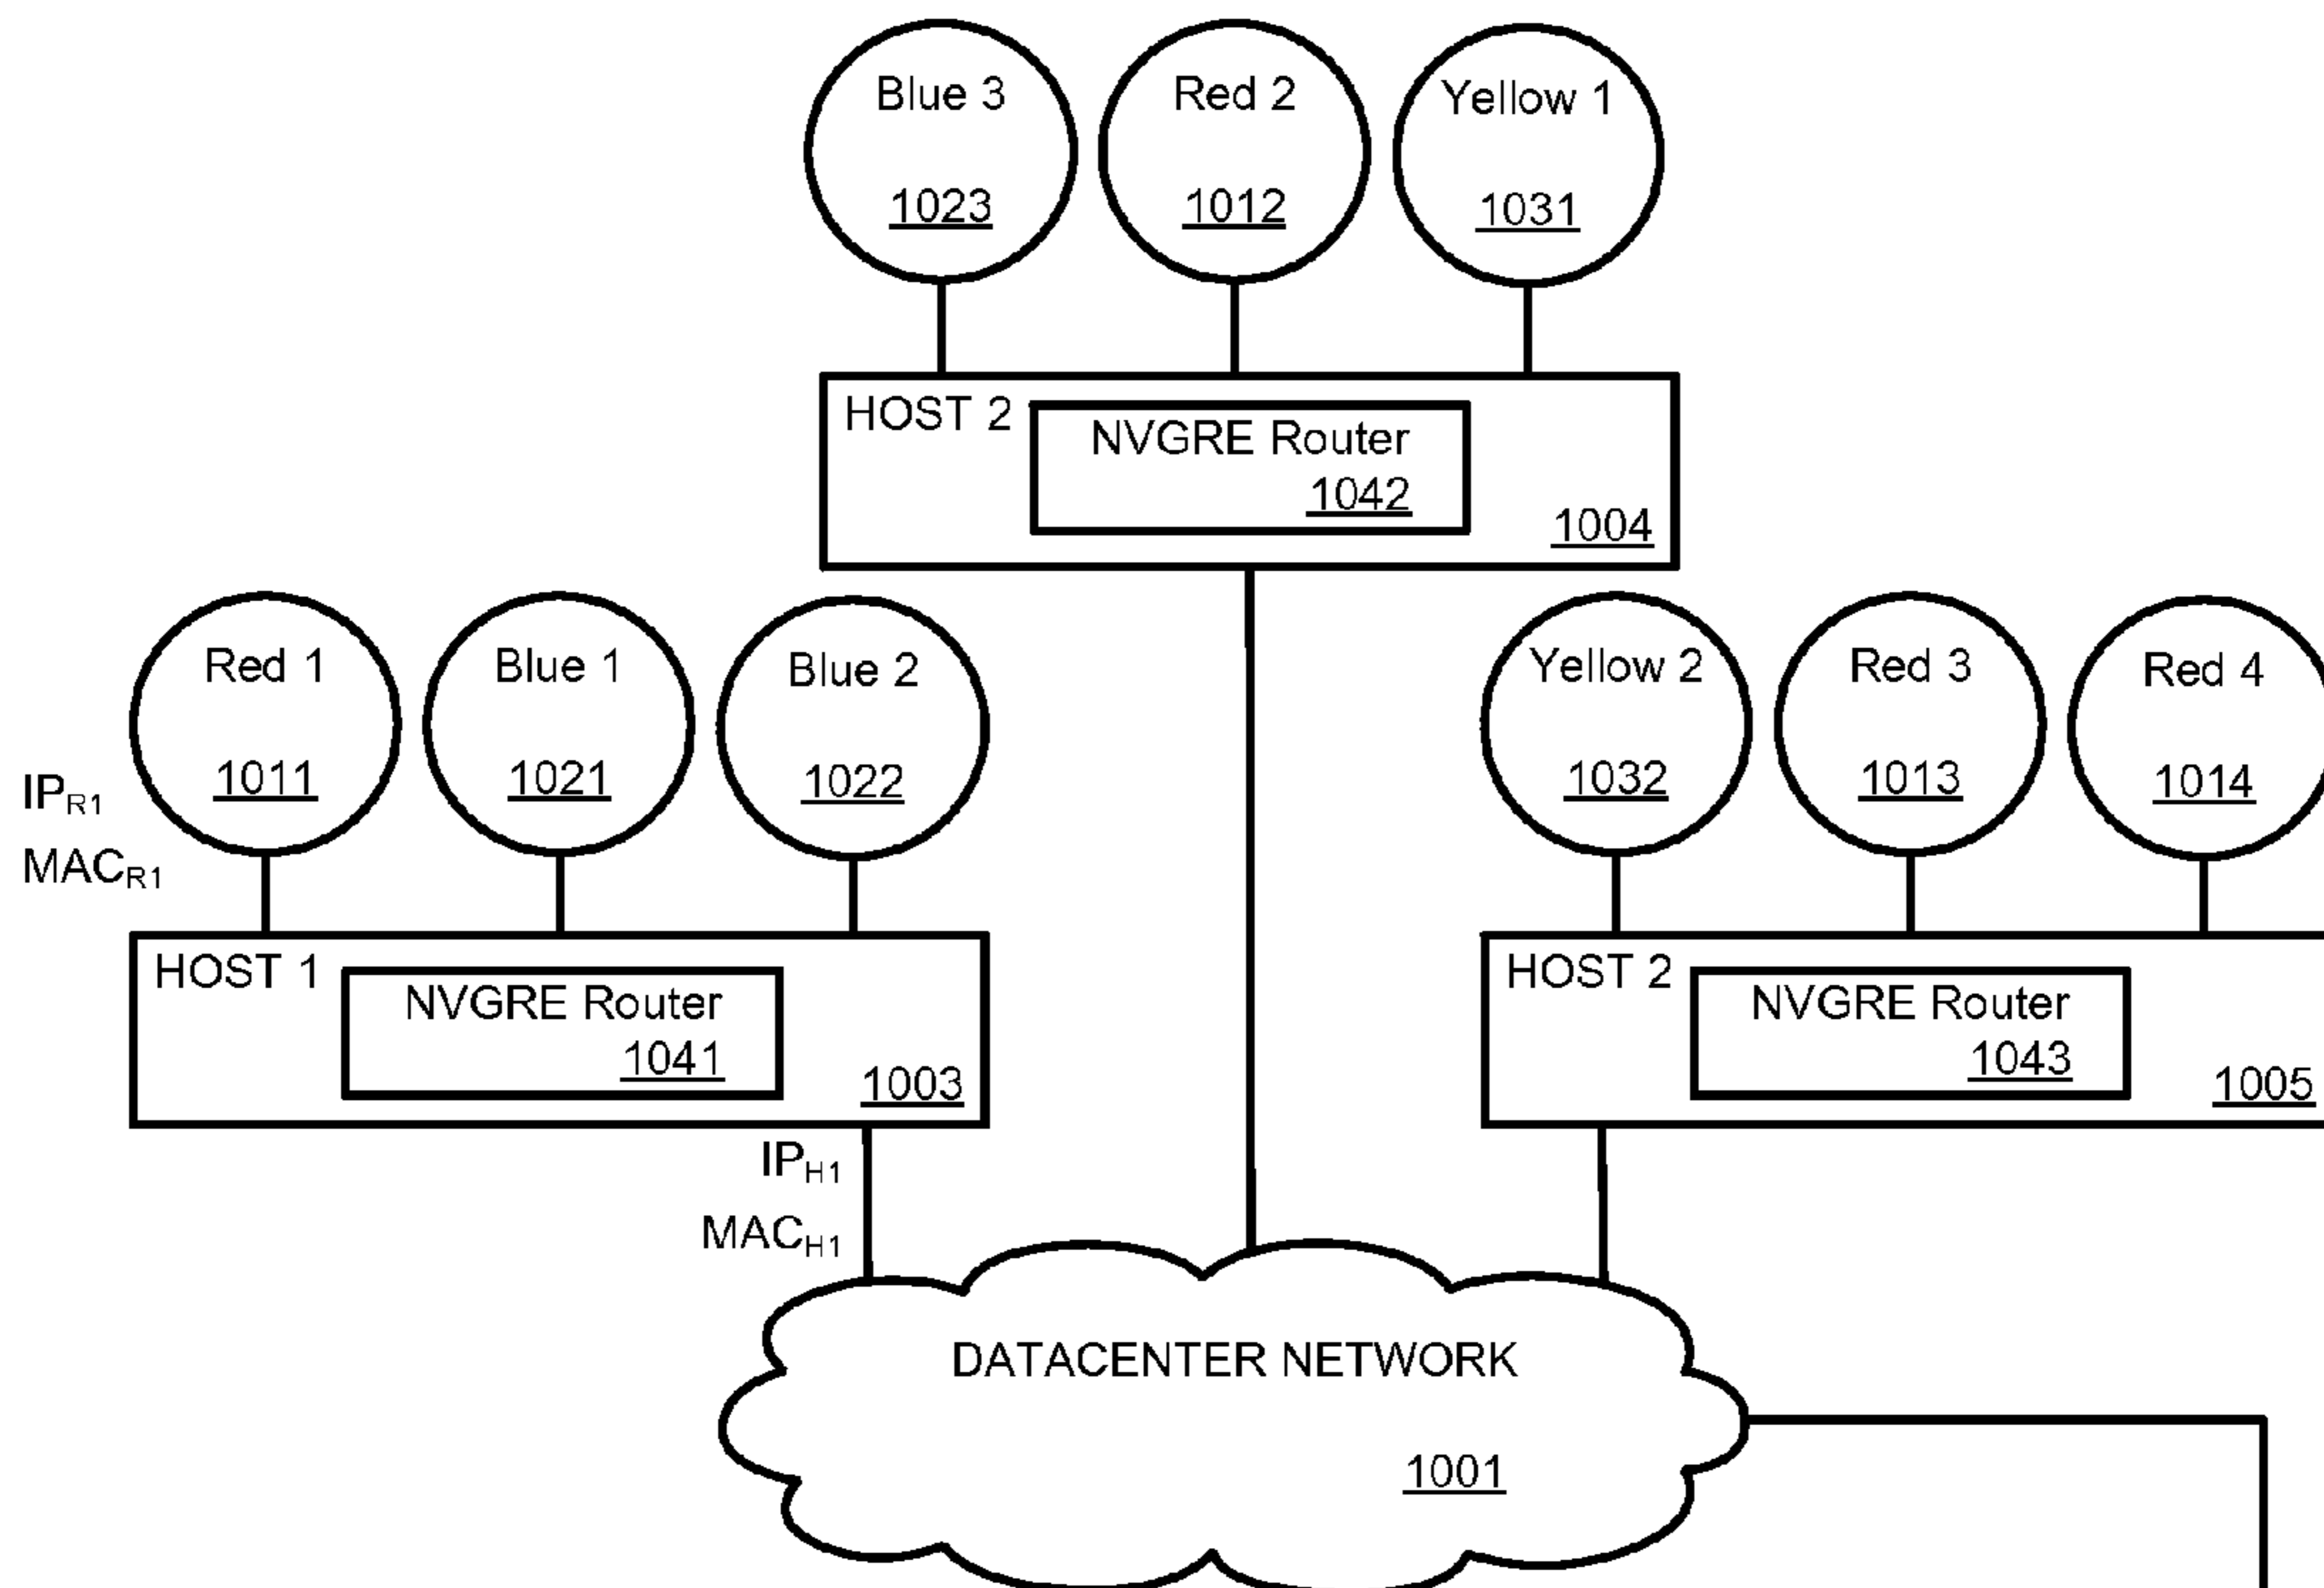 Blue 3
1023
Red 2
1012
Yellow 1
1031
HOST 2
NVGRE Router
1042
1004
Red 1
1011
Blue 1
1021
Blue 2
1022
Yellow 2
1032
Red 3
1013
Red 4
1014
IPR1
MACR1
HOST 1
NVGRE Router
1041
1003
HOST 2
NVGRE Router
1043
1005
IPH1
MACH1
DATACENTER NETWORK
1001